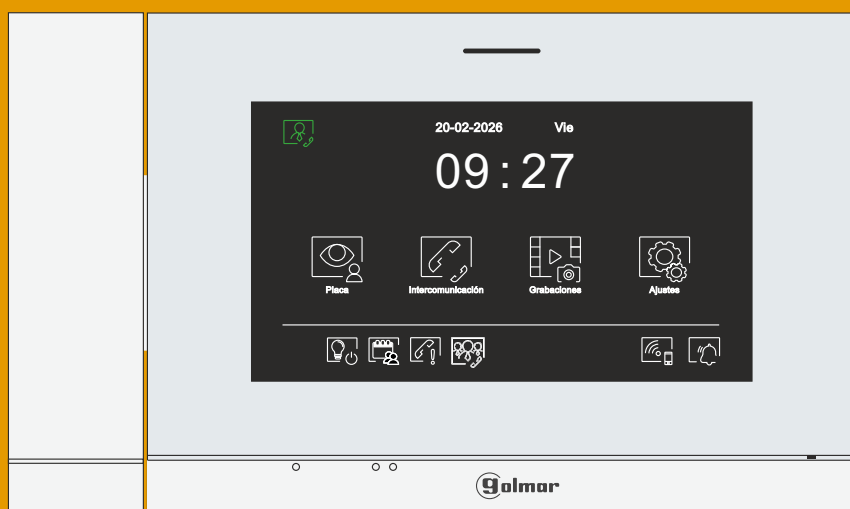 20-02-2026 Vie
09:27
Placa
Intercomunicación
Grabaciones
Ajustes
golmar